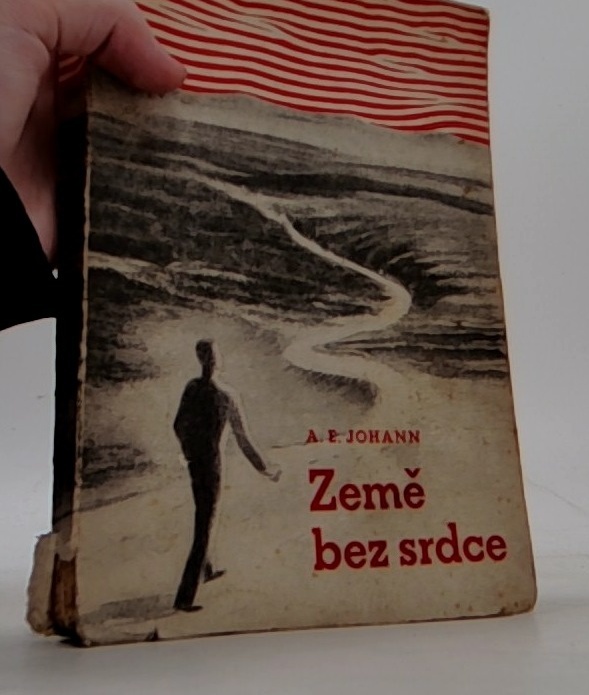 A. E. JOHANN
Země
bez srdce